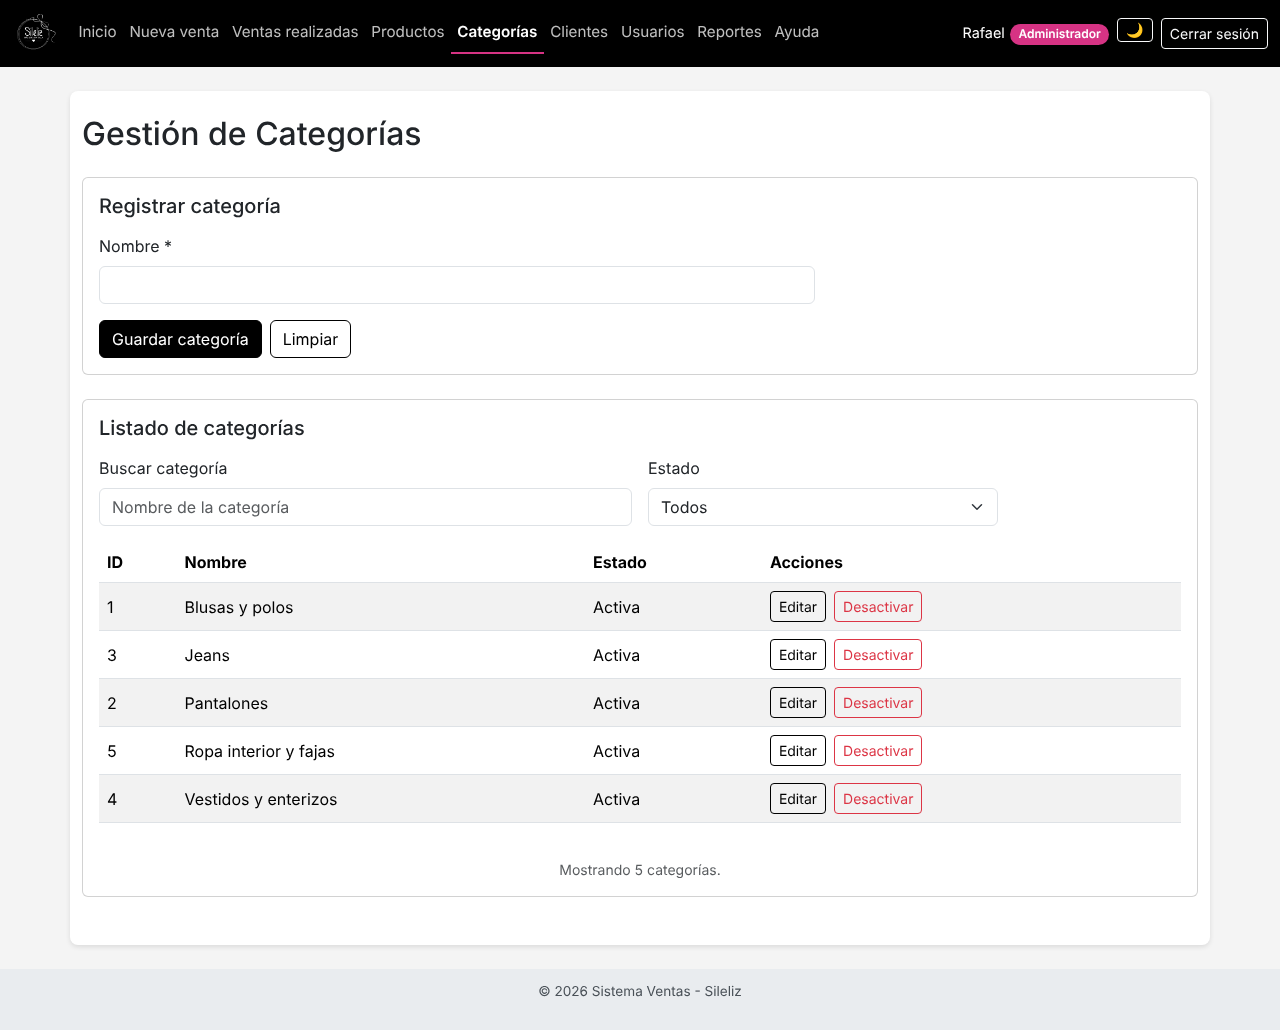 Sileliz
Inicio Nueva venta Ventas realizadas Productos Categorías Clientes Usuarios Reportes Ayuda
Rafael Administrador Cerrar sesión
Gestión de Categorías
Registrar categoría
Nombre *
Guardar categoría Limpiar
Listado de categorías
Buscar categoría Estado
Nombre de la categoría Todos
ID Nombre Estado Acciones
1 Blusas y polos Activa Editar Desactivar
3 Jeans Activa Editar Desactivar
2 Pantalones Activa Editar Desactivar
5 Ropa interior y fajas Activa Editar Desactivar
4 Vestidos y enterizos Activa Editar Desactivar
Mostrando 5 categorías.
© 2026 Sistema Ventas - Sileliz